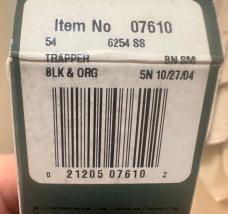 Item No 07610
54 6254 SS
TRAPPER BN SM
BLK & ORG 5N 10/27/04
0 21205 07610 2